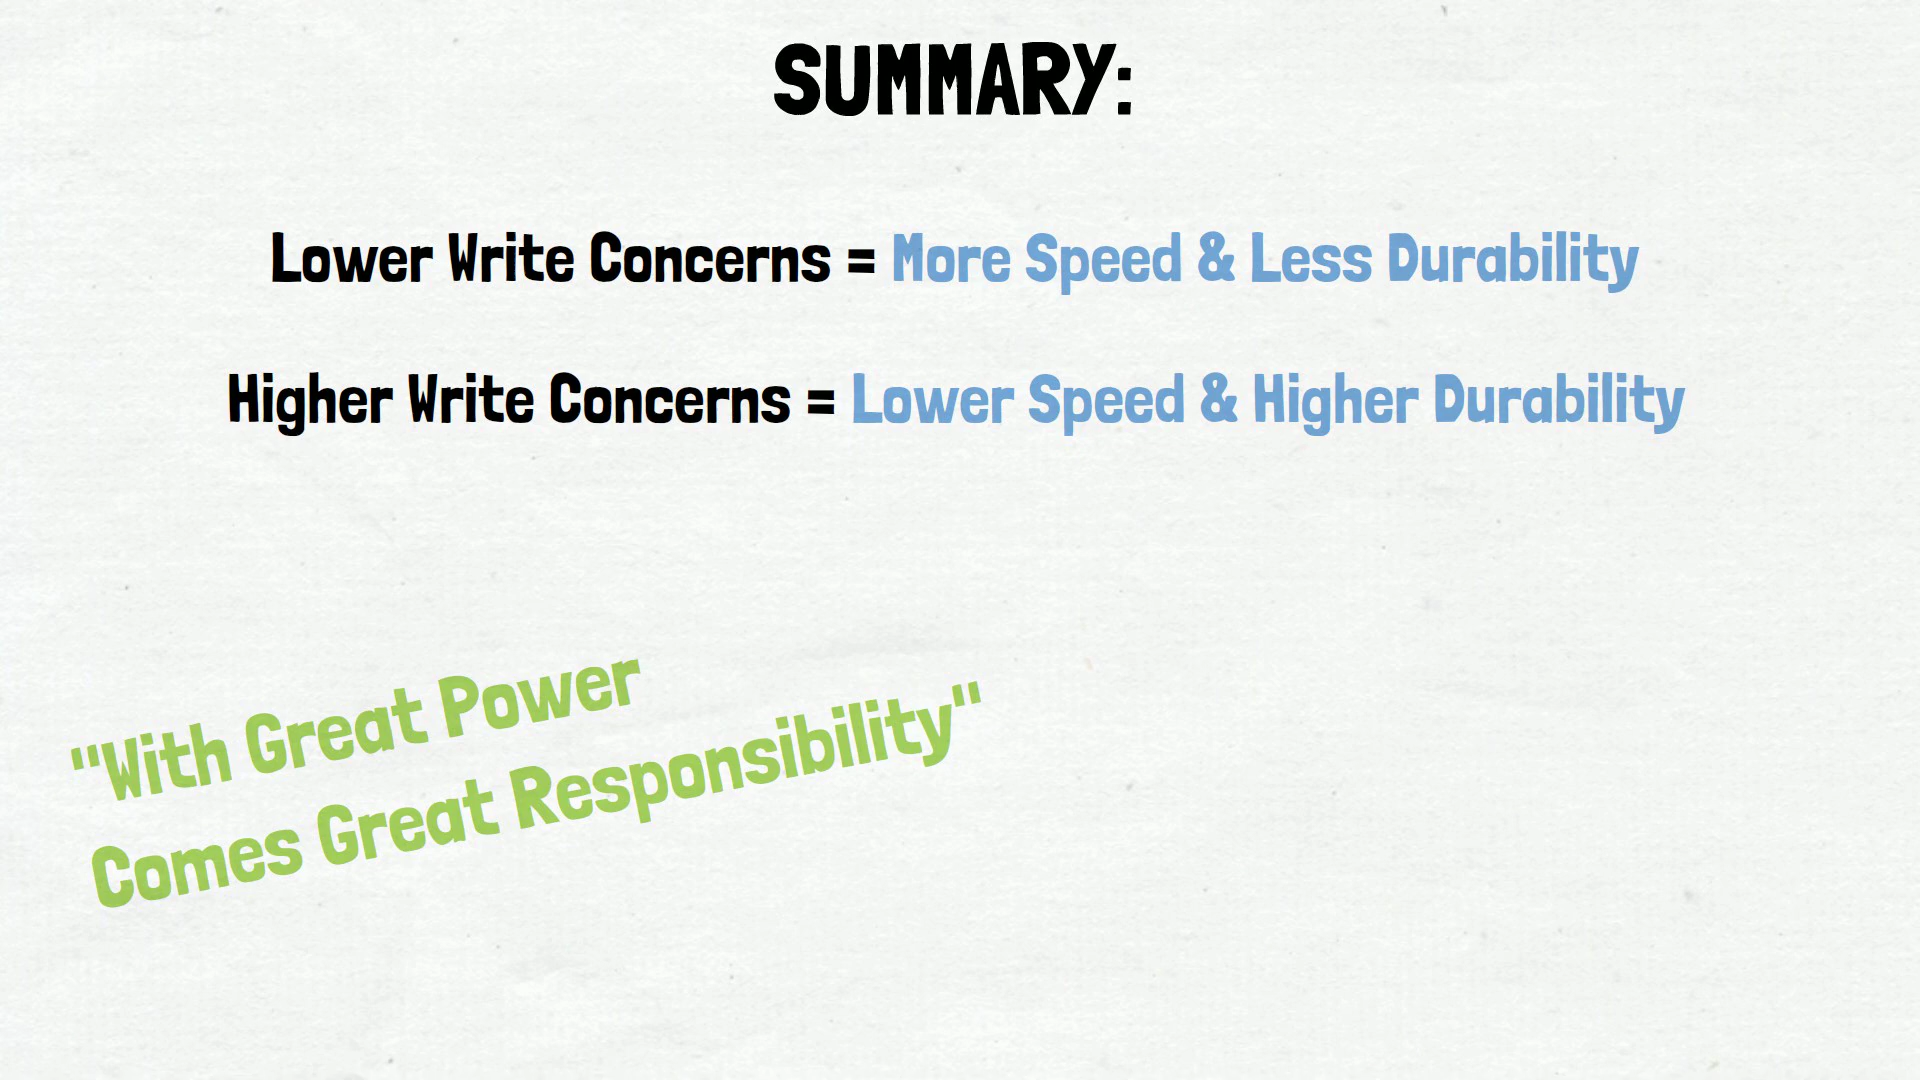 SUMMARY:
Lower Write Concerns = More Speed & Less Durability
Higher Write Concerns = Lower Speed & Higher Durability
"With Great Power
Comes Great Responsibility"